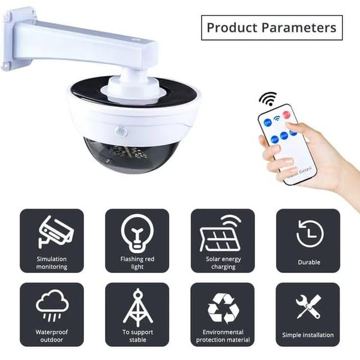 Product Parameters
Simulation
monitoring
Flashing red
light
Solar energy
charging
Durable
Waterproof
outdoor
To support
stable
Environmental
protection material
Simple installation